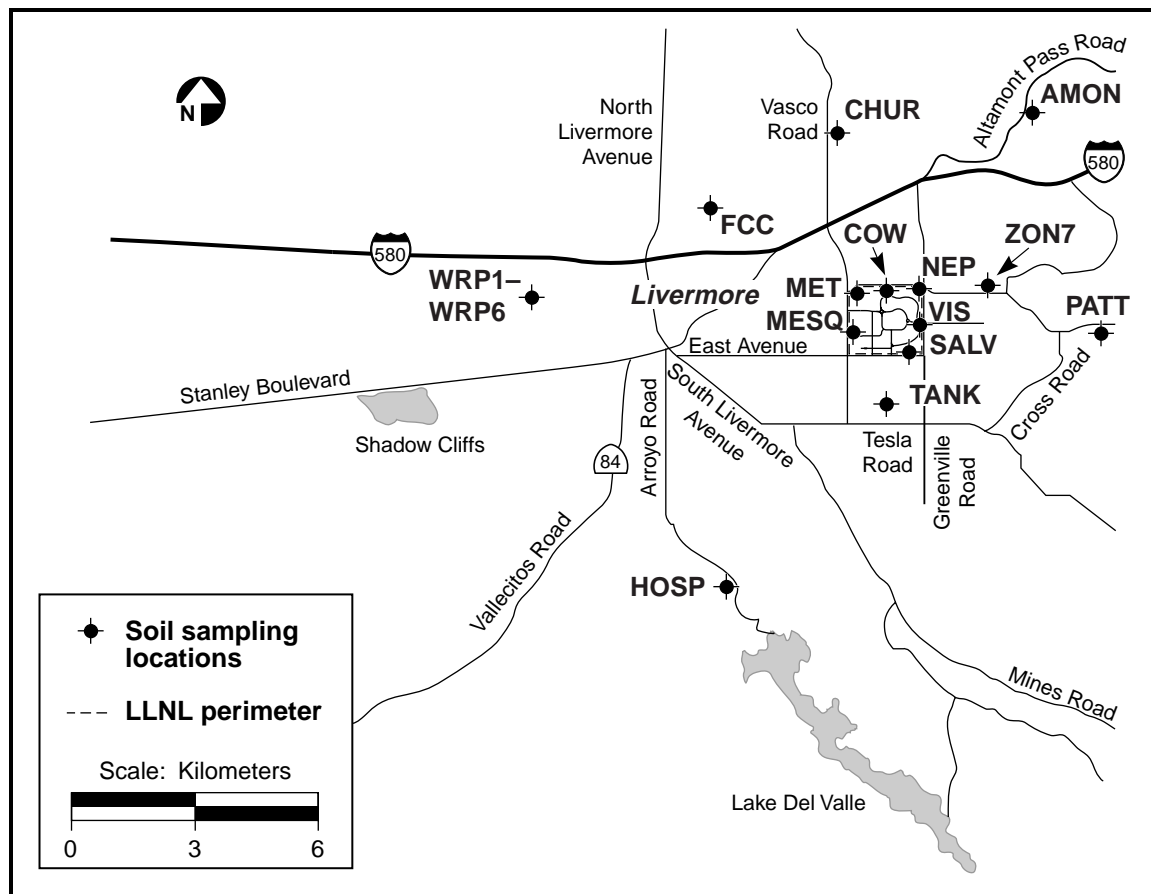 Altamont Pass Road
N
North
Livermore
Avenue
Vasco
Road
CHUR
AMON
580
FCC
COW
ZON7
580
WRP1–
WRP6
Livermore
MET
NEP
MESQ
VIS
PATT
East Avenue
SALV
Stanley Boulevard
Shadow Cliffs
South Livermore
Avenue
TANK
Cross Road
84
Arroyo Road
Tesla
Road
Greenville
Road
Vallecitos Road
HOSP
Mines Road
Lake Del Valle
Soil sampling
locations
LLNL perimeter
Scale: Kilometers
0 3 6